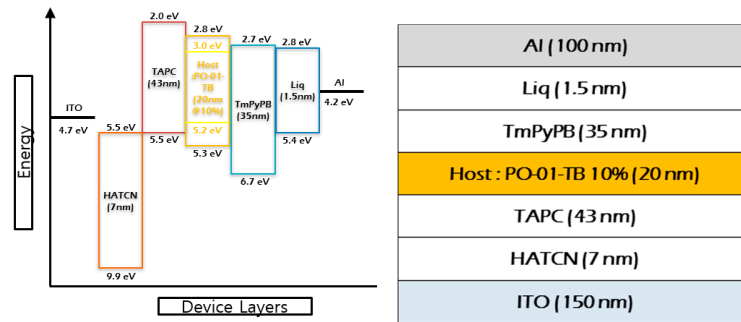 Energy
ITO
4.7 eV
5.5 eV
HATCN
(7nm)
9.9 eV
2.0 eV
TAPC
(43nm)
5.5 eV
2.8 eV
3.0 eV
Host
:PO-01-
TB
(20nm
@10%)
5.2 eV
5.3 eV
2.7 eV
TmPyPB
(35nm)
6.7 eV
2.8 eV
Liq
(1.5nm)
5.4 eV
Al
4.2 eV
Device Layers
Al (100 nm)
Liq (1.5 nm)
TmPyPB (35 nm)
Host : PO-01-TB 10% (20 nm)
TAPC (43 nm)
HATCN (7 nm)
ITO (150 nm)